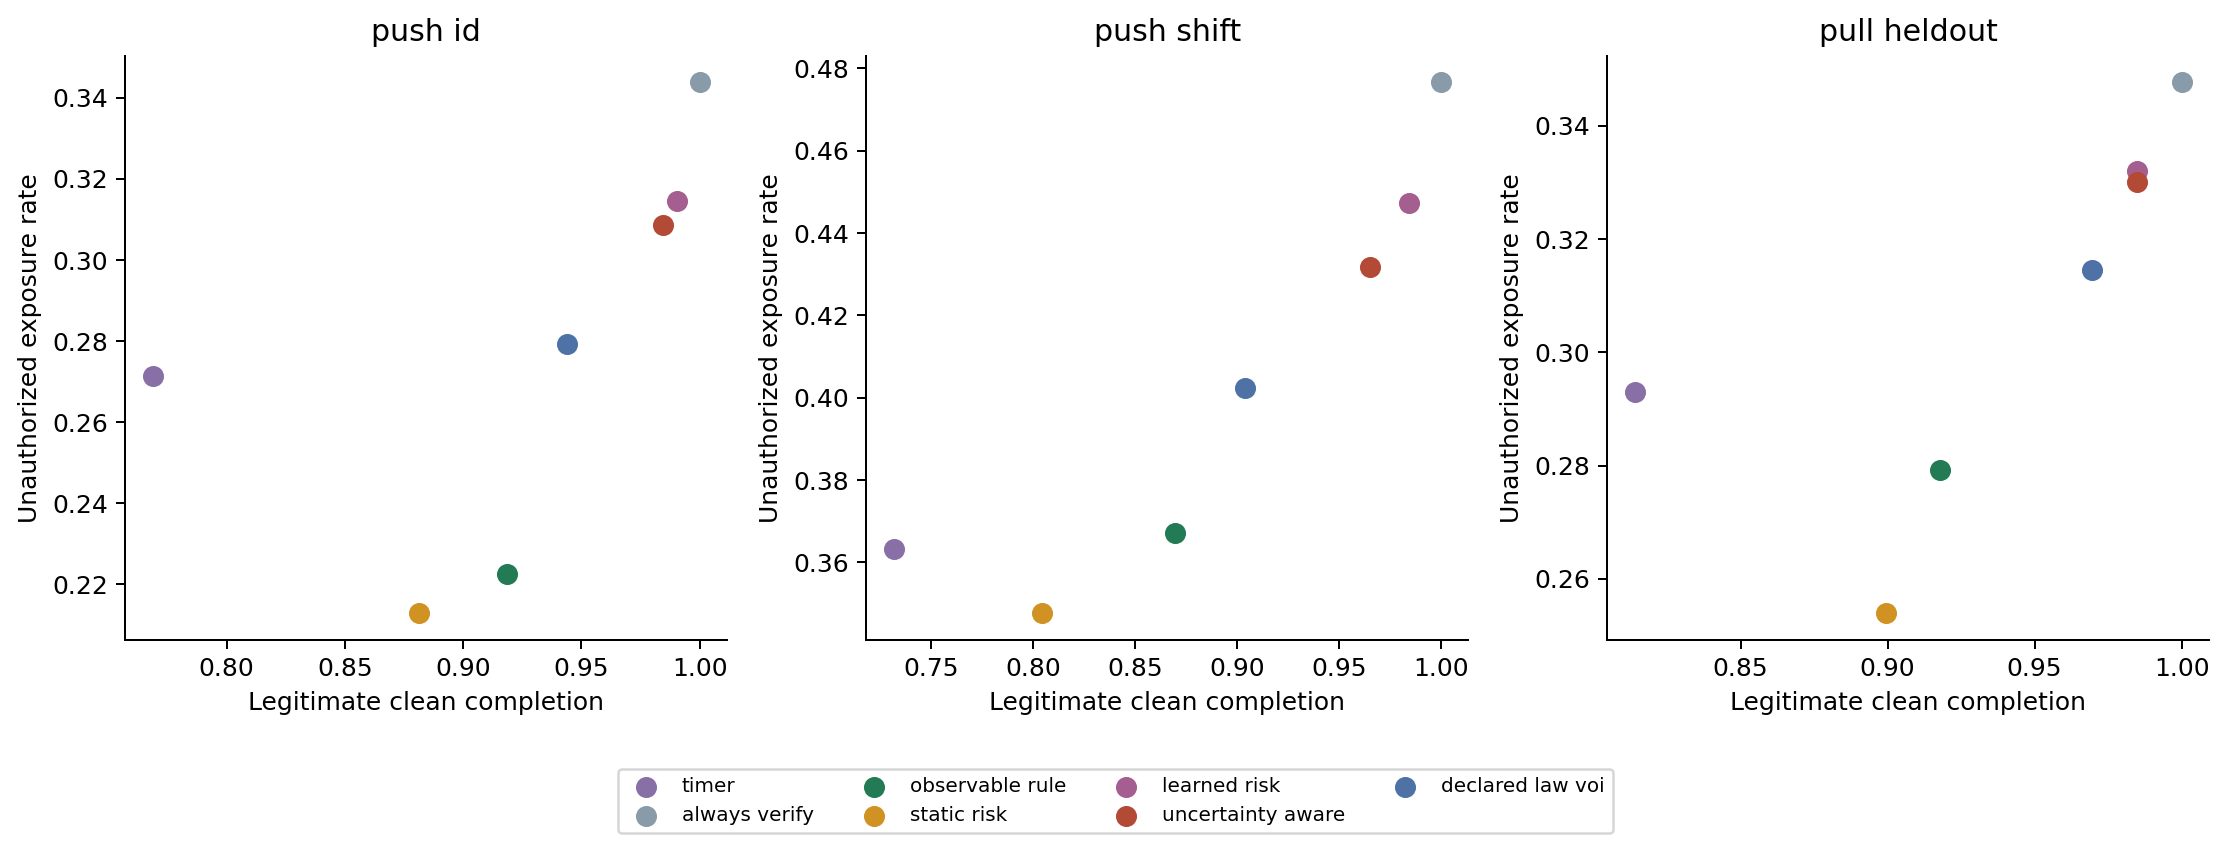 push id
Unauthorized exposure rate
0.34
0.32
0.30
0.28
0.26
0.24
0.22
0.80 0.85 0.90 0.95 1.00
Legitimate clean completion
push shift
Unauthorized exposure rate
0.48
0.46
0.44
0.42
0.40
0.38
0.36
0.75 0.80 0.85 0.90 0.95 1.00
Legitimate clean completion
pull heldout
Unauthorized exposure rate
0.34
0.32
0.30
0.28
0.26
0.85 0.90 0.95 1.00
Legitimate clean completion
timer observable rule learned risk declared law voi
always verify static risk uncertainty aware